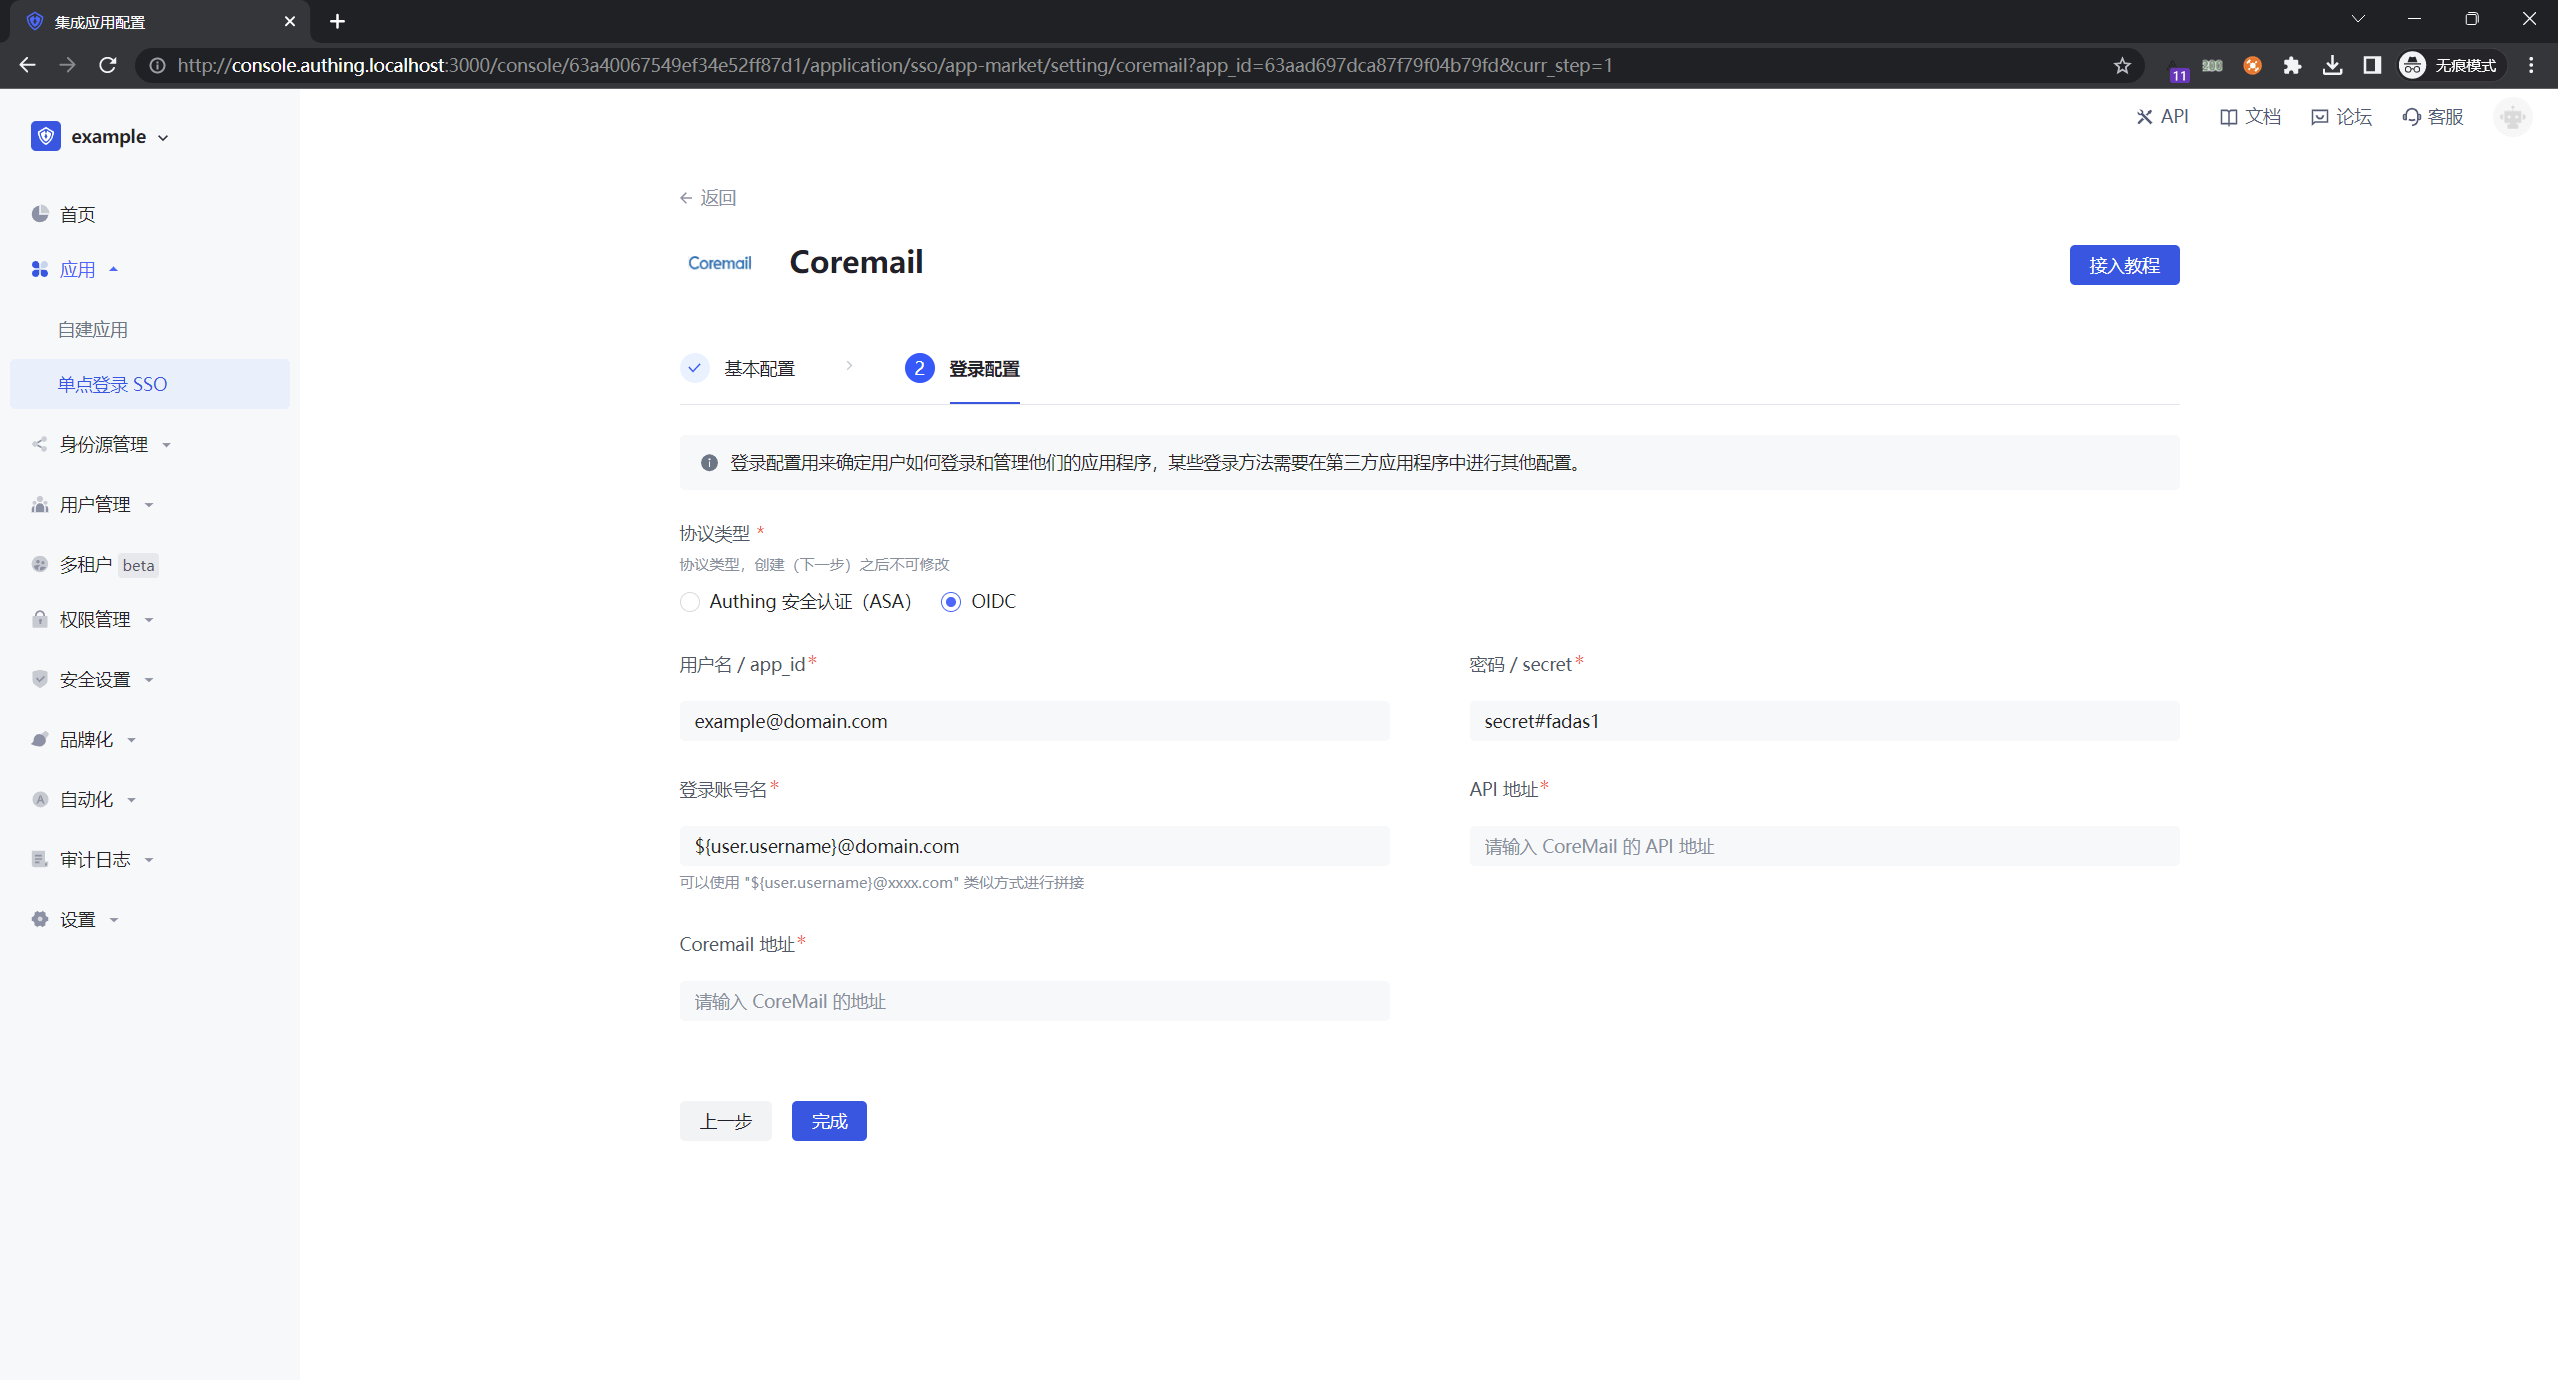 集成应用配置
http://console.authing.localhost:3000/console/63a40067549ef34e52ff87d1/application/sso/app-market/setting/coremail?app_id=63aad697dca87f79f04b79fd&curr_step=1
11
无痕模式
example
API
文档
论坛
客服
首页
应用
自建应用
单点登录 SSO
身份源管理
用户管理
多租户 beta
权限管理
安全设置
品牌化
自动化
审计日志
设置
返回
Coremail
Coremail
接入教程
基本配置
2 登录配置
登录配置用来确定用户如何登录和管理他们的应用程序，某些登录方法需要在第三方应用程序中进行其他配置。
协议类型 *
协议类型，创建（下一步）之后不可修改
Authing 安全认证（ASA）
OIDC
用户名 / app_id*
密码 / secret*
example@domain.com
secret#fadas1
登录账号名*
API 地址*
${user.username}@domain.com
请输入 CoreMail 的 API 地址
可以使用 "${user.username}@xxxx.com" 类似方式进行拼接
Coremail 地址*
请输入 CoreMail 的地址
上一步
完成